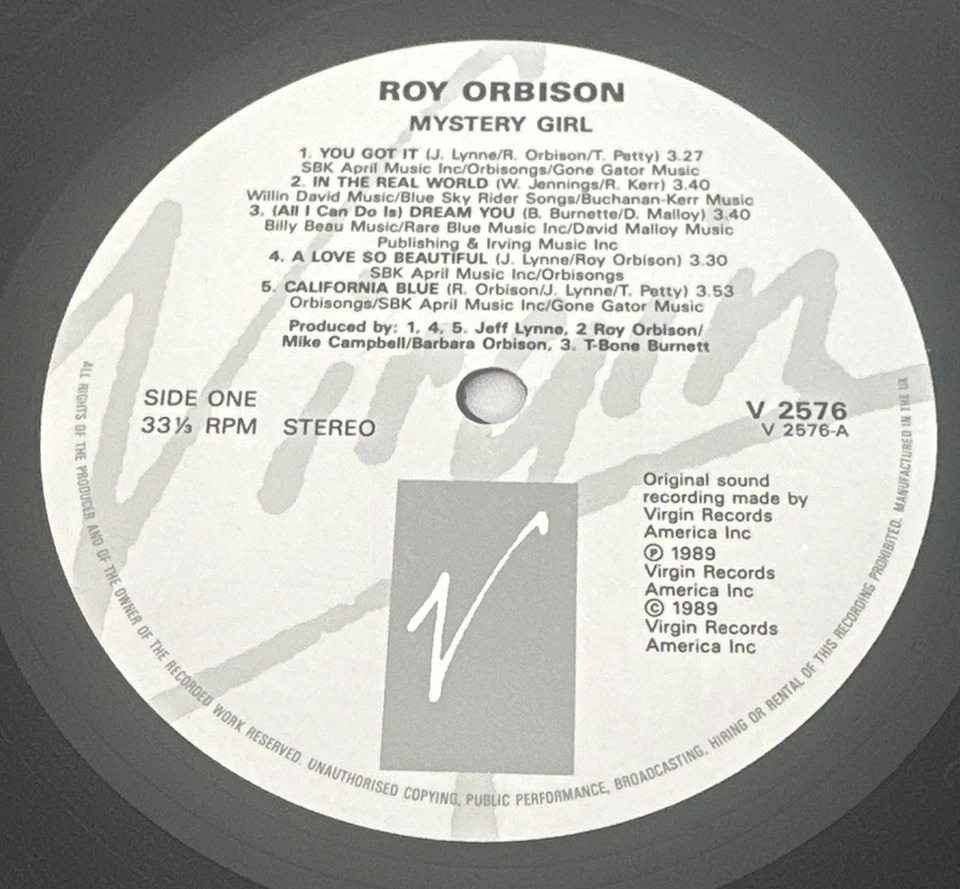 ROY ORBISON
MYSTERY GIRL
1. YOU GOT IT (J. Lynne/R. Orbison/T. Petty) 3.27
SBK April Music Inc/Orbisongs/Gone Gator Music
2. IN THE REAL WORLD (W. Jennings/R. Kerr) 3.40
Willin David Music/Blue Sky Rider Songs/Buchanan-Kerr Music
3. (All I Can Do Is) DREAM YOU (B. Burnette/D. Malloy) 3.40
Billy Beau Music/Rare Blue Music Inc/David Malloy Music
Publishing & Irving Music Inc
4. A LOVE SO BEAUTIFUL (J. Lynne/Roy Orbison) 3.30
SBK April Music Inc/Orbisongs
5. CALIFORNIA BLUE (R. Orbison/J. Lynne/T. Petty) 3.53
Orbisongs/SBK April Music Inc/Gone Gator Music
Produced by: 1, 4, 5. Jeff Lynne, 2 Roy Orbison/
Mike Campbell/Barbara Orbison, 3. T-Bone Burnett
SIDE ONE
33⅓ RPM STEREO
V 2576
V 2576-A
Original sound
recording made by
Virgin Records
America Inc
℗ 1989
Virgin Records
America Inc
© 1989
Virgin Records
America Inc
Virgin
V
ALL RIGHTS OF THE PRODUCER AND OF THE OWNER OF THE RECORDED WORK RESERVED. UNAUTHORISED COPYING, PUBLIC PERFORMANCE, BROADCASTING, HIRING OR RENTAL OF THIS RECORDING PROHIBITED. MANUFACTURED IN THE UK